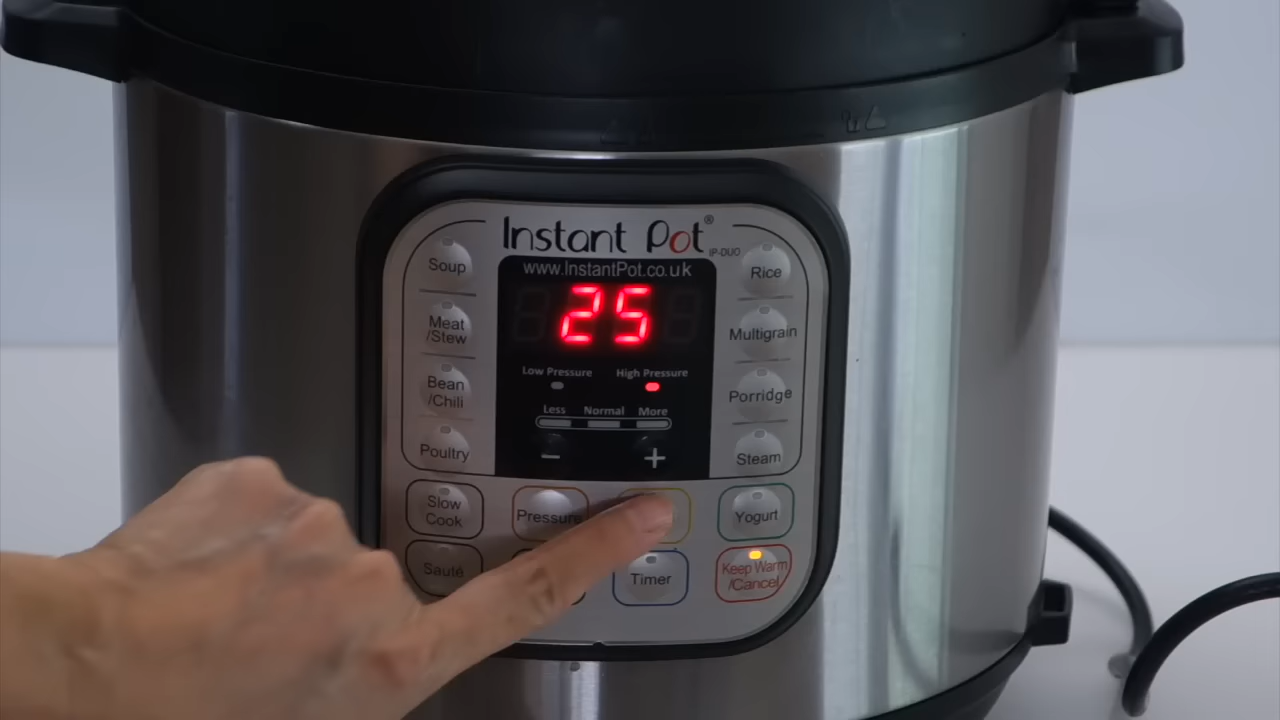 Instant Pot®
IP-DUO
www.InstantPot.co.uk
25
Low Pressure
High Pressure
Less
Normal
More
−
+
Soup
Meat
/Stew
Bean
/Chili
Poultry
Rice
Multigrain
Porridge
Steam
Slow
Cook
Pressure
Yogurt
Sauté
Timer
Keep Warm
/Cancel